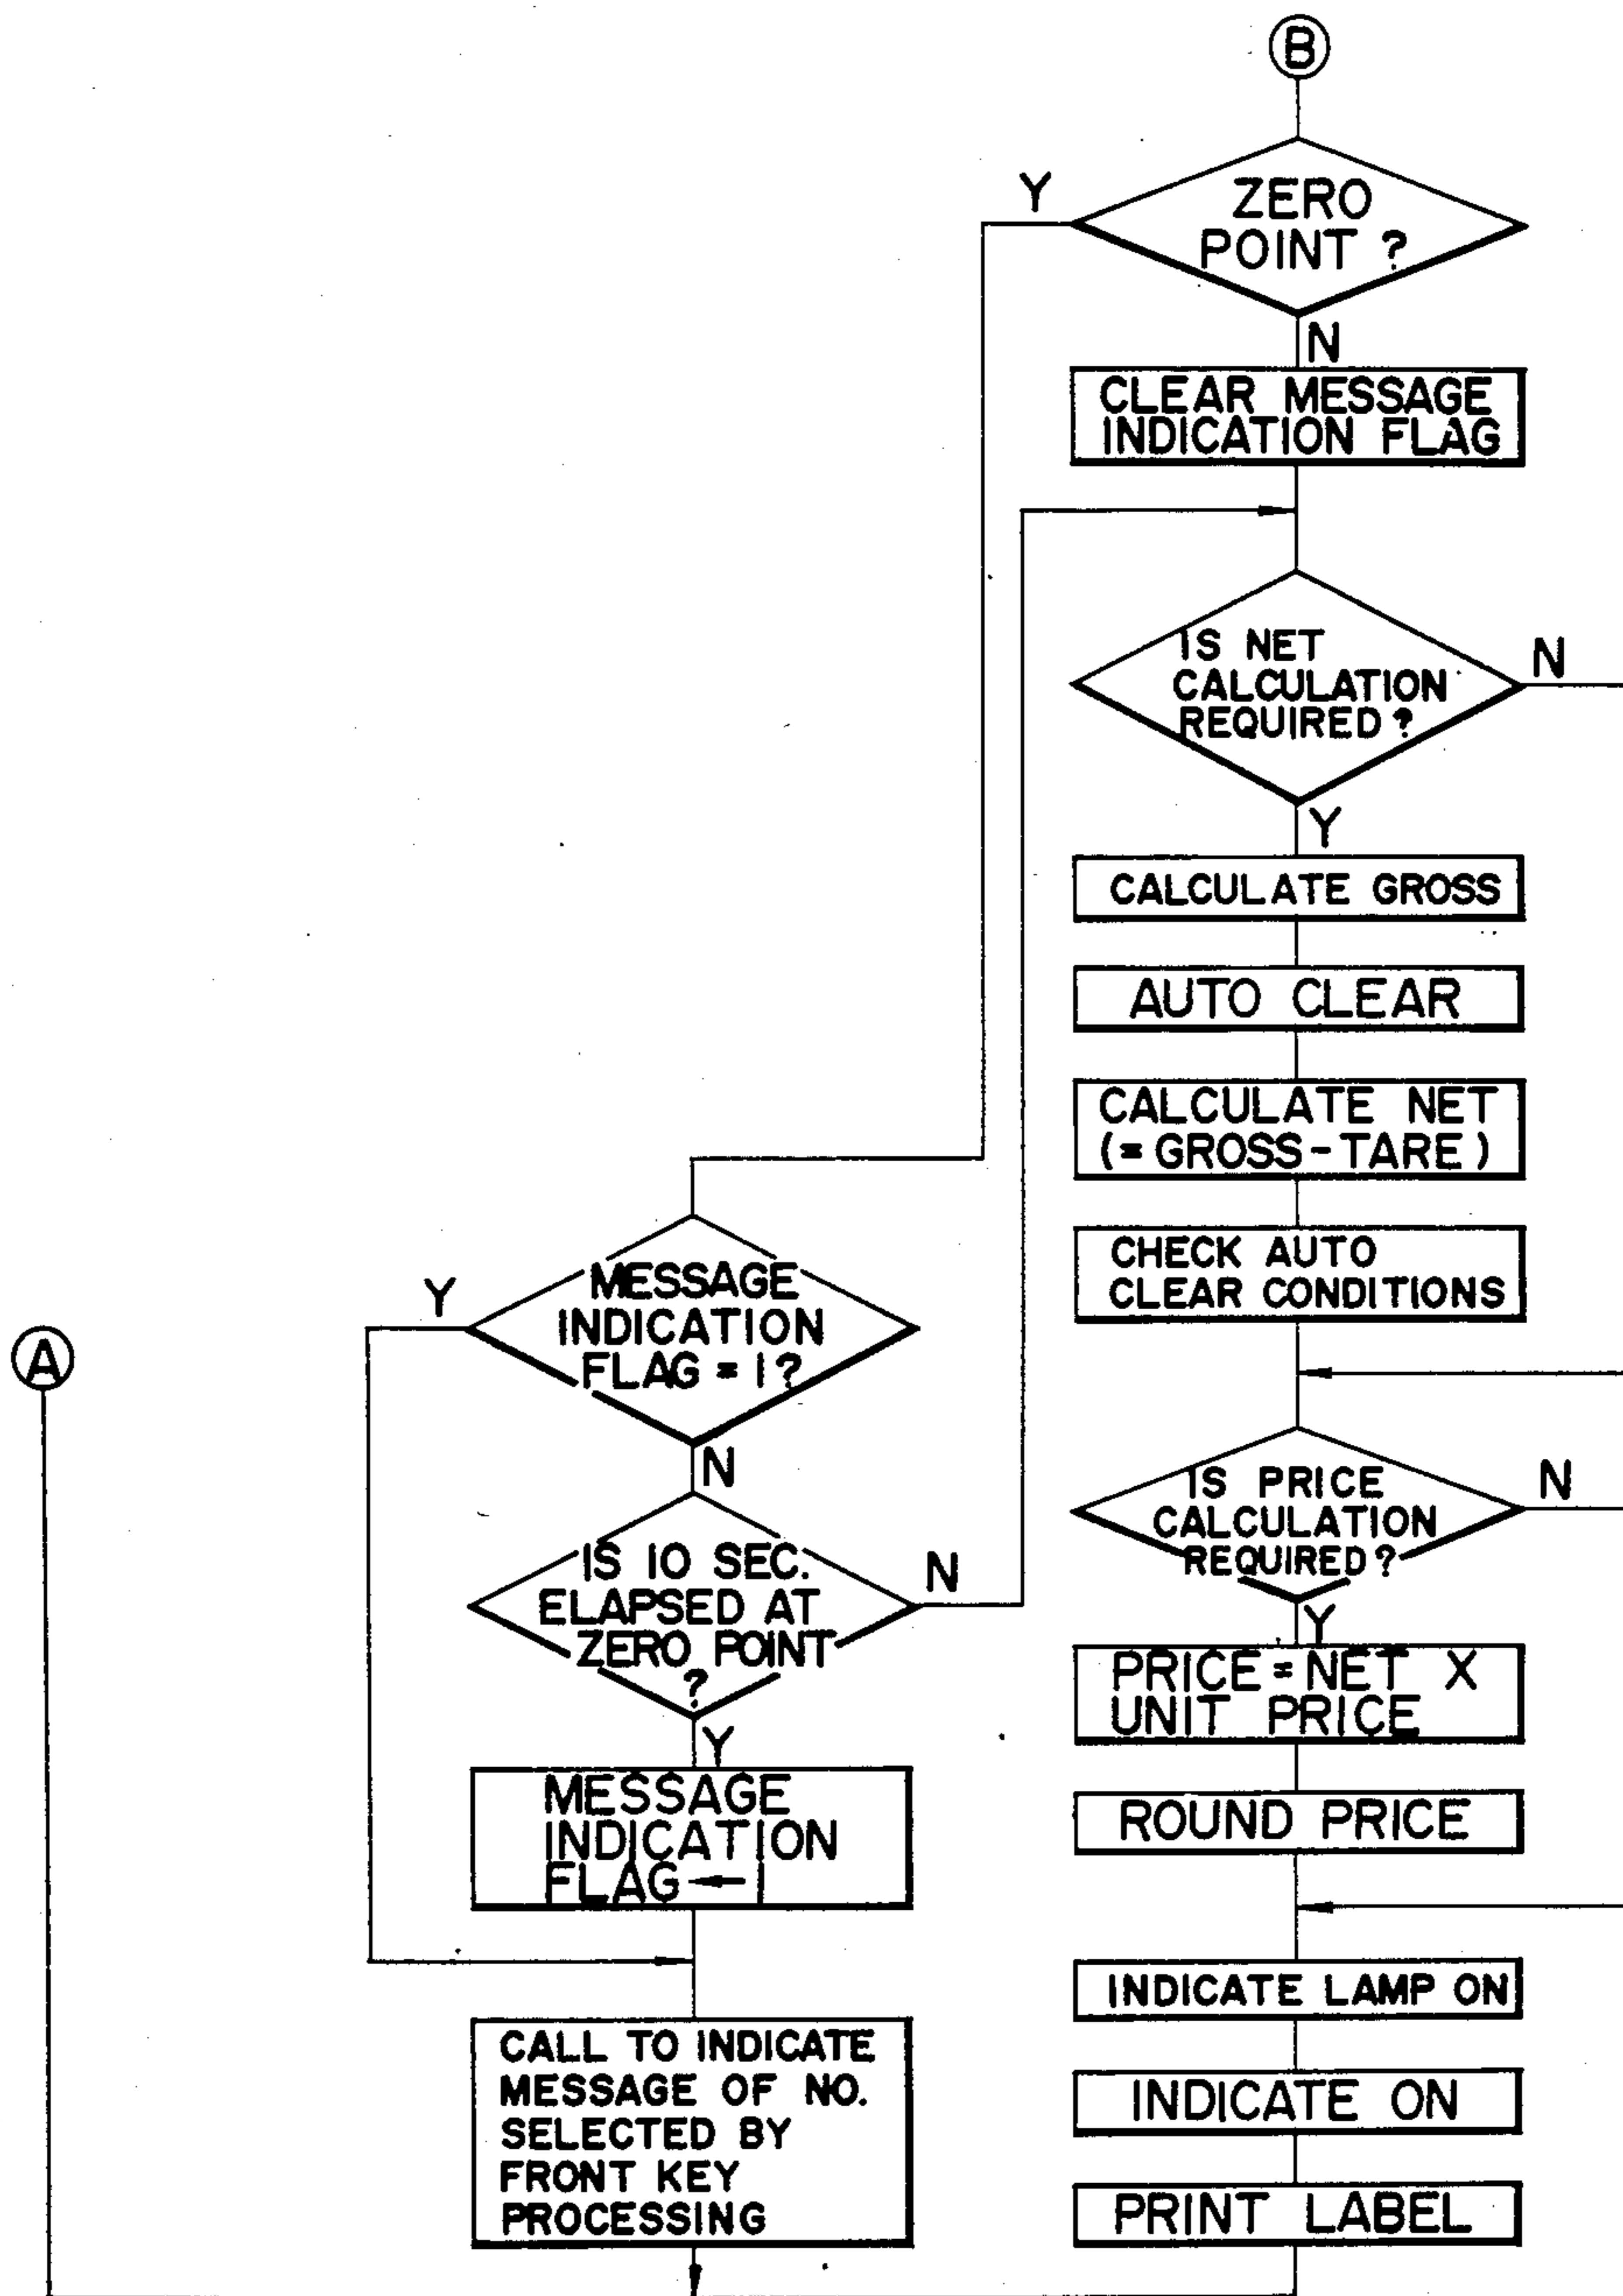 B
ZERO
POINT ?
Y
N
CLEAR MESSAGE
INDICATION FLAG
IS NET
CALCULATION
REQUIRED ?
N
Y
CALCULATE GROSS
AUTO CLEAR
CALCULATE NET
(= GROSS - TARE )
CHECK AUTO
CLEAR CONDITIONS
IS PRICE
CALCULATION
REQUIRED ?
N
Y
PRICE = NET X
UNIT PRICE
ROUND PRICE
INDICATE LAMP ON
INDICATE ON
PRINT LABEL
MESSAGE
INDICATION
FLAG = 1 ?
Y
N
IS 10 SEC.
ELAPSED AT
ZERO POINT
?
N
Y
MESSAGE
INDICATION
FLAG ← 1
CALL TO INDICATE
MESSAGE OF NO.
SELECTED BY
FRONT KEY
PROCESSING
A